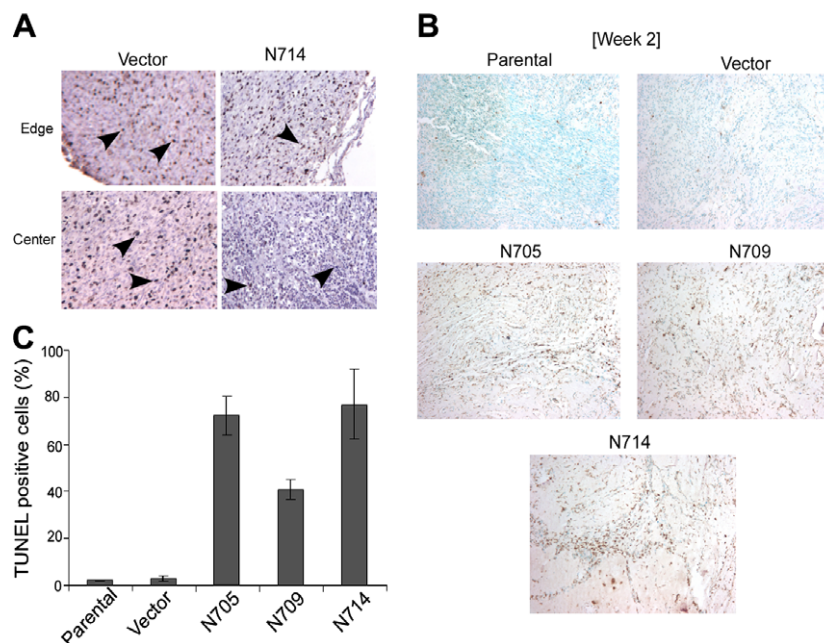 A
Vector
N714
Edge
Center
B
[Week 2]
Parental
Vector
N705
N709
N714
C
TUNEL positive cells (%)
100
80
60
40
20
0
Parental
Vector
N705
N709
N714